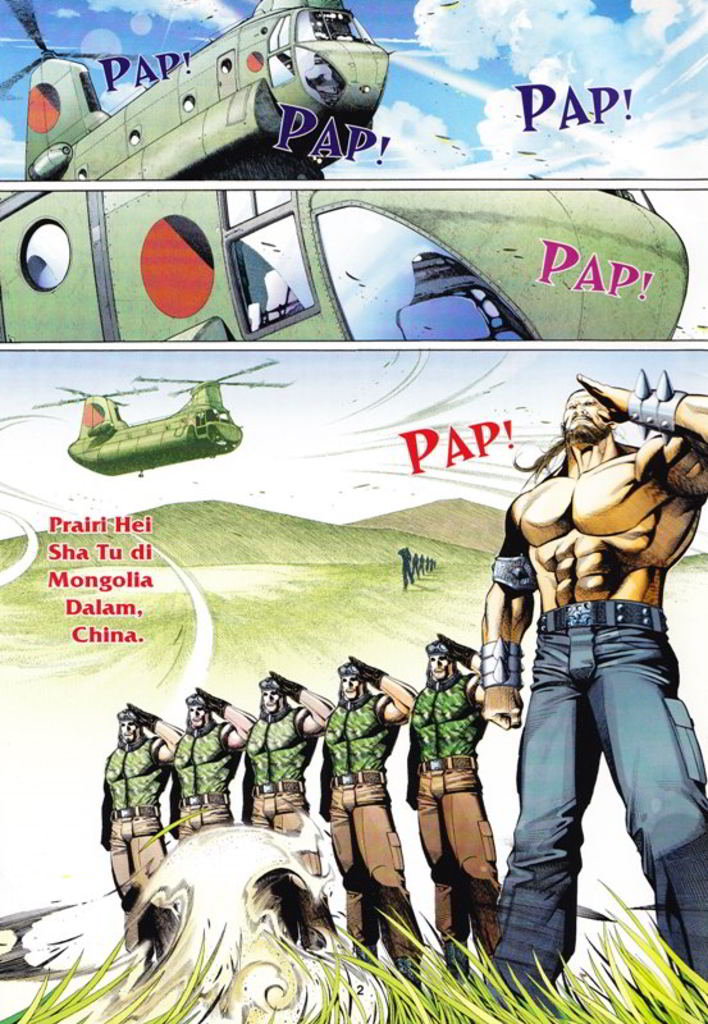 PAP!
PAP!
PAP!
PAP!
PAP!
Prairi Hei
Sha Tu di
Mongolia
Dalam,
China.
2